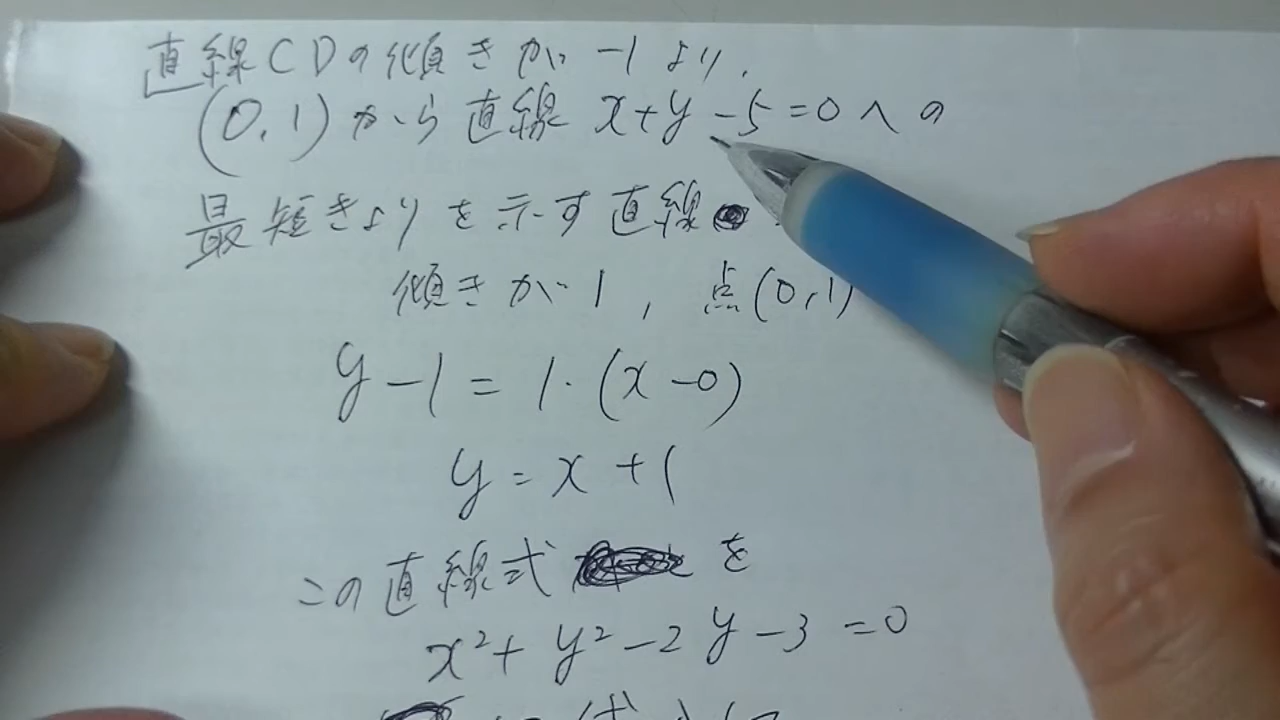 直線CDの傾きが -1 より、
(0,1)から直線 x+y-5=0への
最短きょりを示す直線
傾きが1, 点(0,1)
y-1=1·(x-0)
y=x+1
この直線式 を
x²+y²-2y-3=0